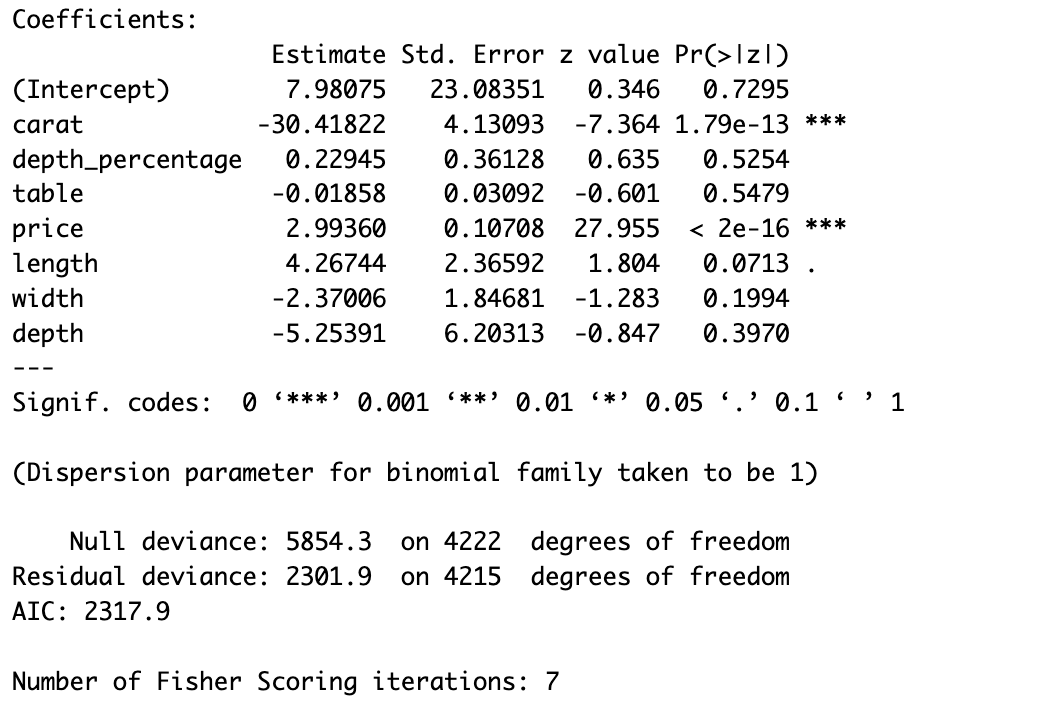 Coefficients:
                  Estimate Std. Error z value Pr(>|z|)
(Intercept)        7.98075   23.08351   0.346   0.7295
carat            -30.41822    4.13093  -7.364 1.79e-13 ***
depth_percentage   0.22945    0.36128   0.635   0.5254
table             -0.01858    0.03092  -0.601   0.5479
price              2.99360    0.10708  27.955  < 2e-16 ***
length             4.26744    2.36592   1.804   0.0713 .
width             -2.37006    1.84681  -1.283   0.1994
depth             -5.25391    6.20313  -0.847   0.3970
---
Signif. codes:  0 ‘***’ 0.001 ‘**’ 0.01 ‘*’ 0.05 ‘.’ 0.1 ‘ ’ 1
(Dispersion parameter for binomial family taken to be 1)
    Null deviance: 5854.3  on 4222  degrees of freedom
Residual deviance: 2301.9  on 4215  degrees of freedom
AIC: 2317.9
Number of Fisher Scoring iterations: 7